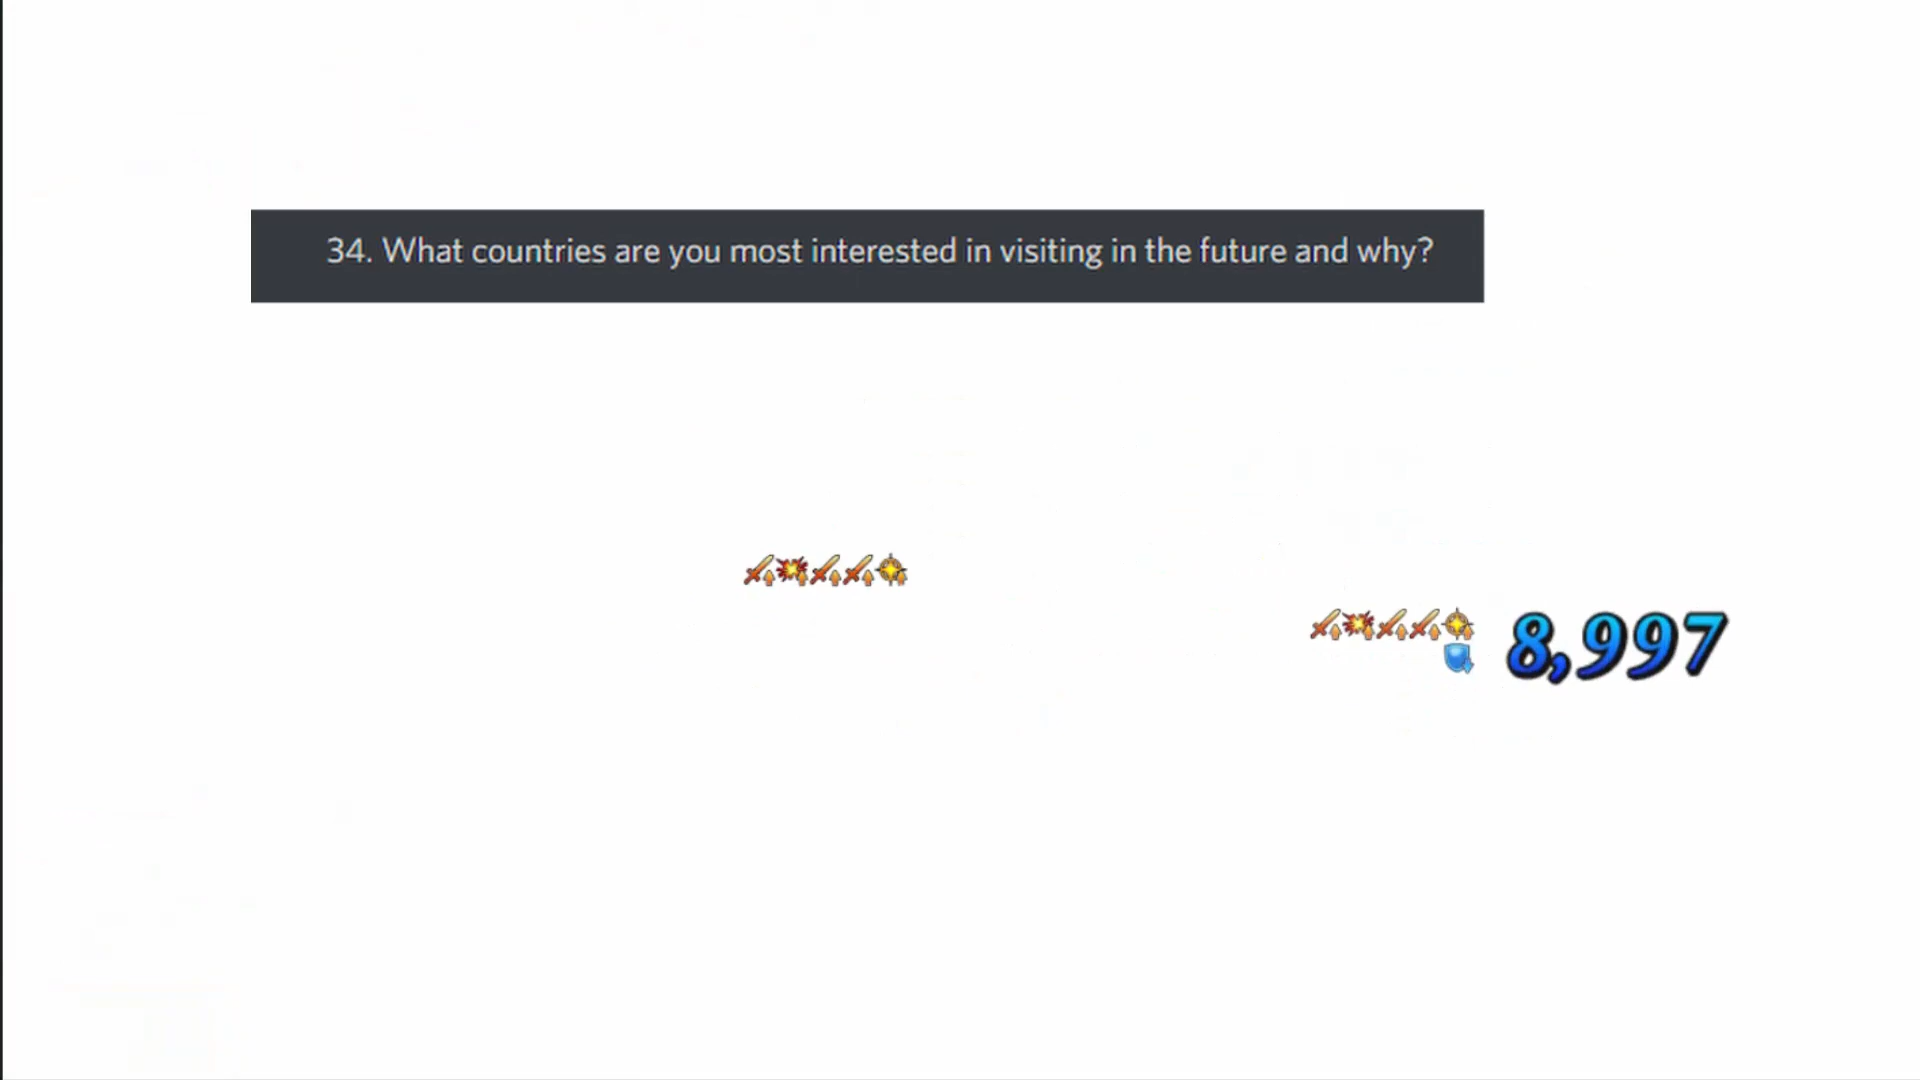 34. What countries are you most interested in visiting in the future and why?
8,997